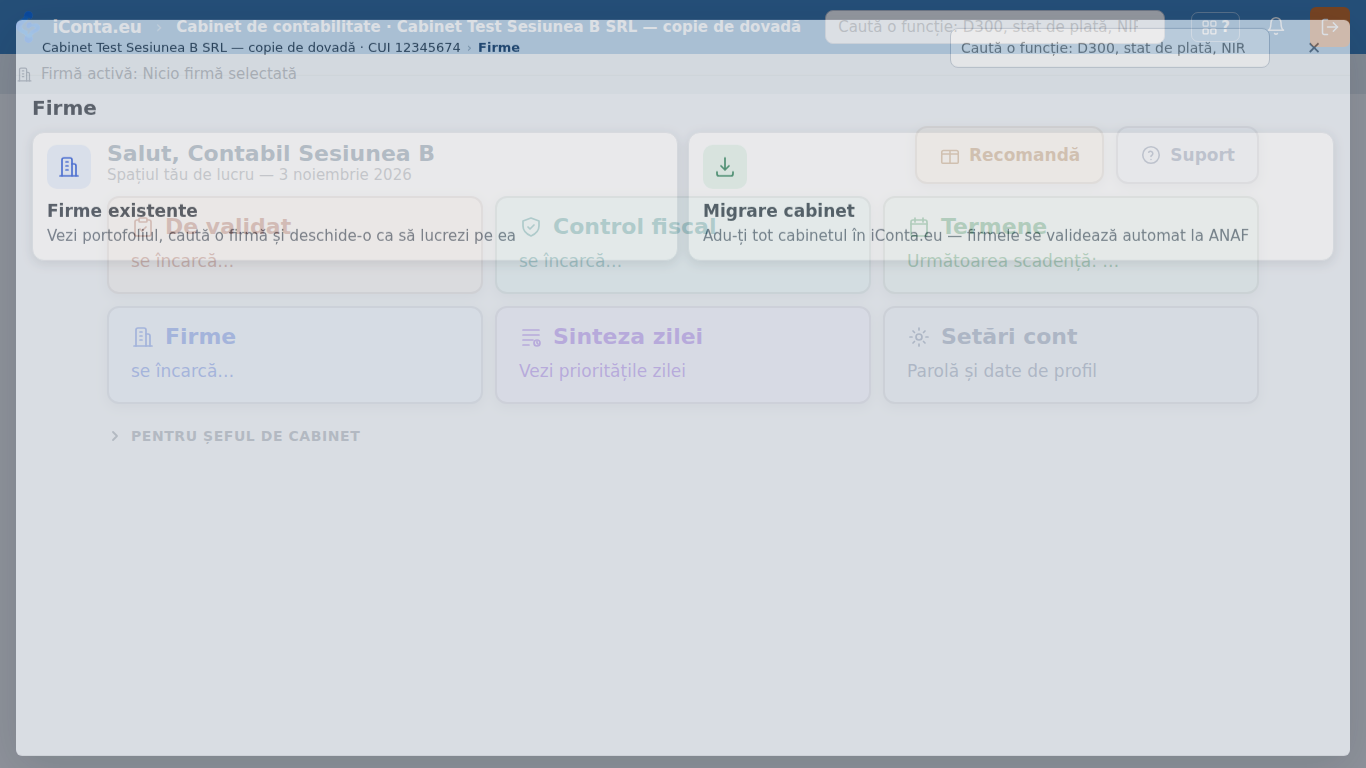 iConta.eu › Cabinet de contabilitate · Cabinet Test Sesiunea B SRL — copie de dovadă
Caută o funcție: D300, stat de plată, NIF
?
Cabinet Test Sesiunea B SRL — copie de dovadă · CUI 12345674 › Firme
Caută o funcție: D300, stat de plată, NIR
Firmă activă: Nicio firmă selectată
Firme
Salut, Contabil Sesiunea B
Spațiul tău de lucru — 3 noiembrie 2026
Recomandă
Suport
Firme existente
Vezi portofoliul, caută o firmă și deschide-o ca să lucrezi pe ea
Migrare cabinet
Adu-ți tot cabinetul în iConta.eu — firmele se validează automat la ANAF
De validat
se încarcă...
Control fiscal
se încarcă...
Termene
Următoarea scadență: ...
Firme
se încarcă...
Sinteza zilei
Vezi prioritățile zilei
Setări cont
Parolă și date de profil
PENTRU ȘEFUL DE CABINET